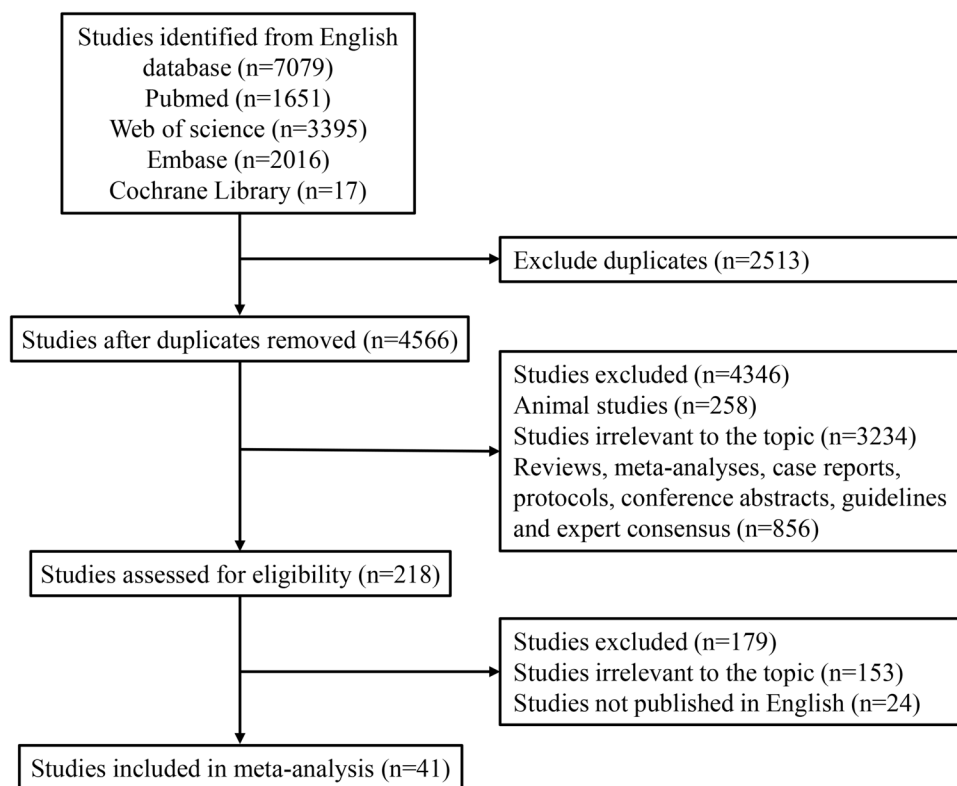 Studies identified from English
database (n=7079)
Pubmed (n=1651)
Web of science (n=3395)
Embase (n=2016)
Cochrane Library (n=17)
Exclude duplicates (n=2513)
Studies after duplicates removed (n=4566)
Studies excluded (n=4346)
Animal studies (n=258)
Studies irrelevant to the topic (n=3234)
Reviews, meta-analyses, case reports,
protocols, conference abstracts, guidelines
and expert consensus (n=856)
Studies assessed for eligibility (n=218)
Studies excluded (n=179)
Studies irrelevant to the topic (n=153)
Studies not published in English (n=24)
Studies included in meta-analysis (n=41)